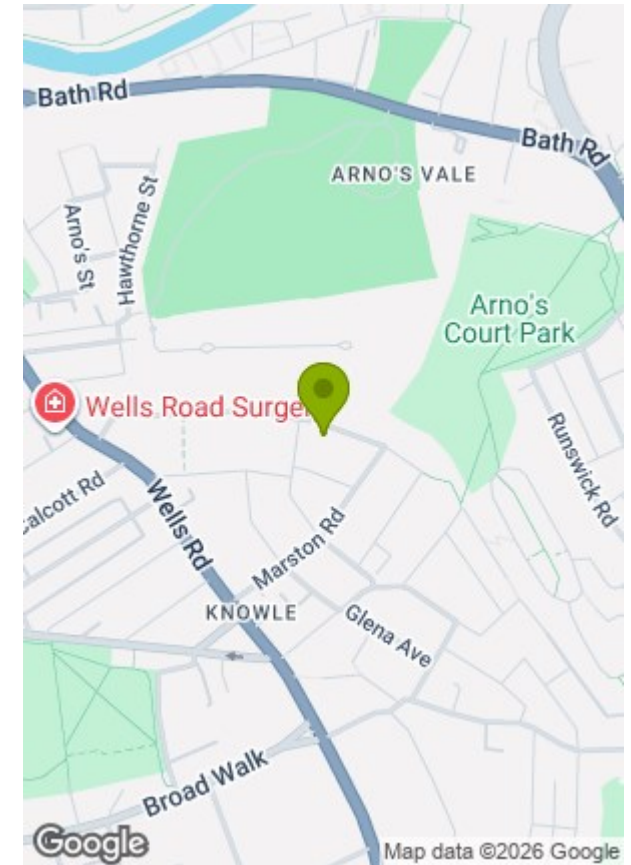 Bath Rd
Bath Rd
ARNO'S VALE
Arno's St
Hawthorne St
Arno's
Court Park
Wells Road Surger
Runswick Rd
Calcott Rd
Wells Rd
Marston Rd
KNOWLE
Glena Ave
Broad Walk
Google
Map data ©2026 Google